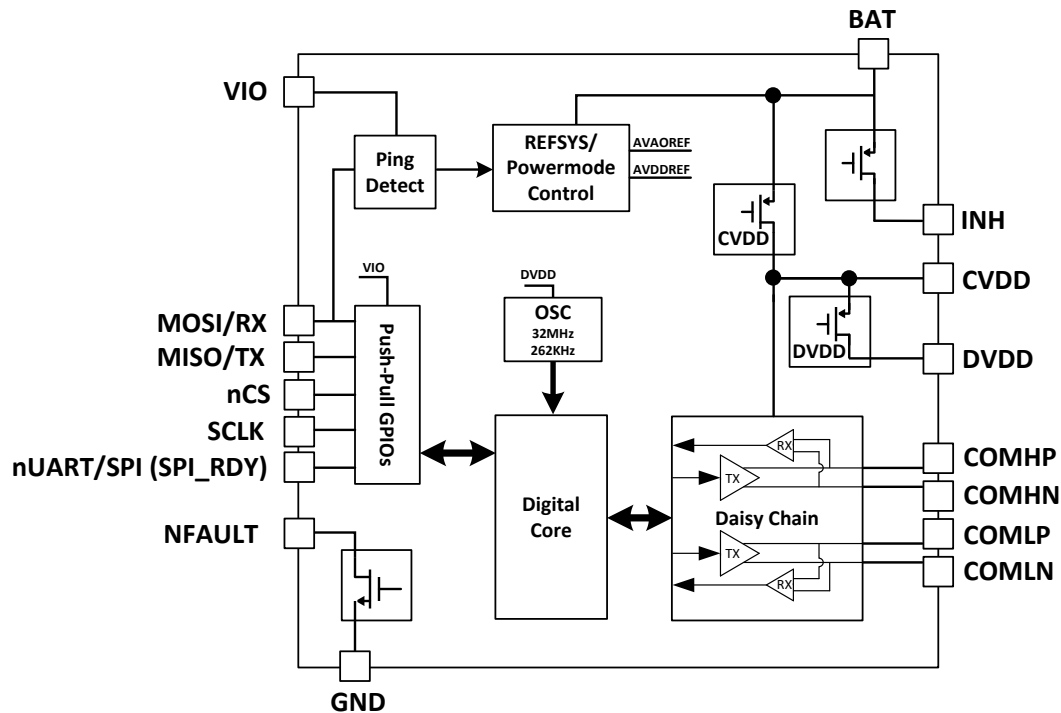 BAT
VIO
Ping
Detect
REFSYS/
Powermode
Control
AVAOREF
AVDDREF
INH
CVDD
CVDD
DVDD
DVDD
VIO
DVDD
OSC
32MHz
262KHz
MOSI/RX
MISO/TX
nCS
SCLK
nUART/SPI (SPI_RDY)
Push-Pull GPIOs
NFAULT
GND
Digital
Core
RX
TX
Daisy Chain
TX
RX
COMHP
COMHN
COMLP
COMLN